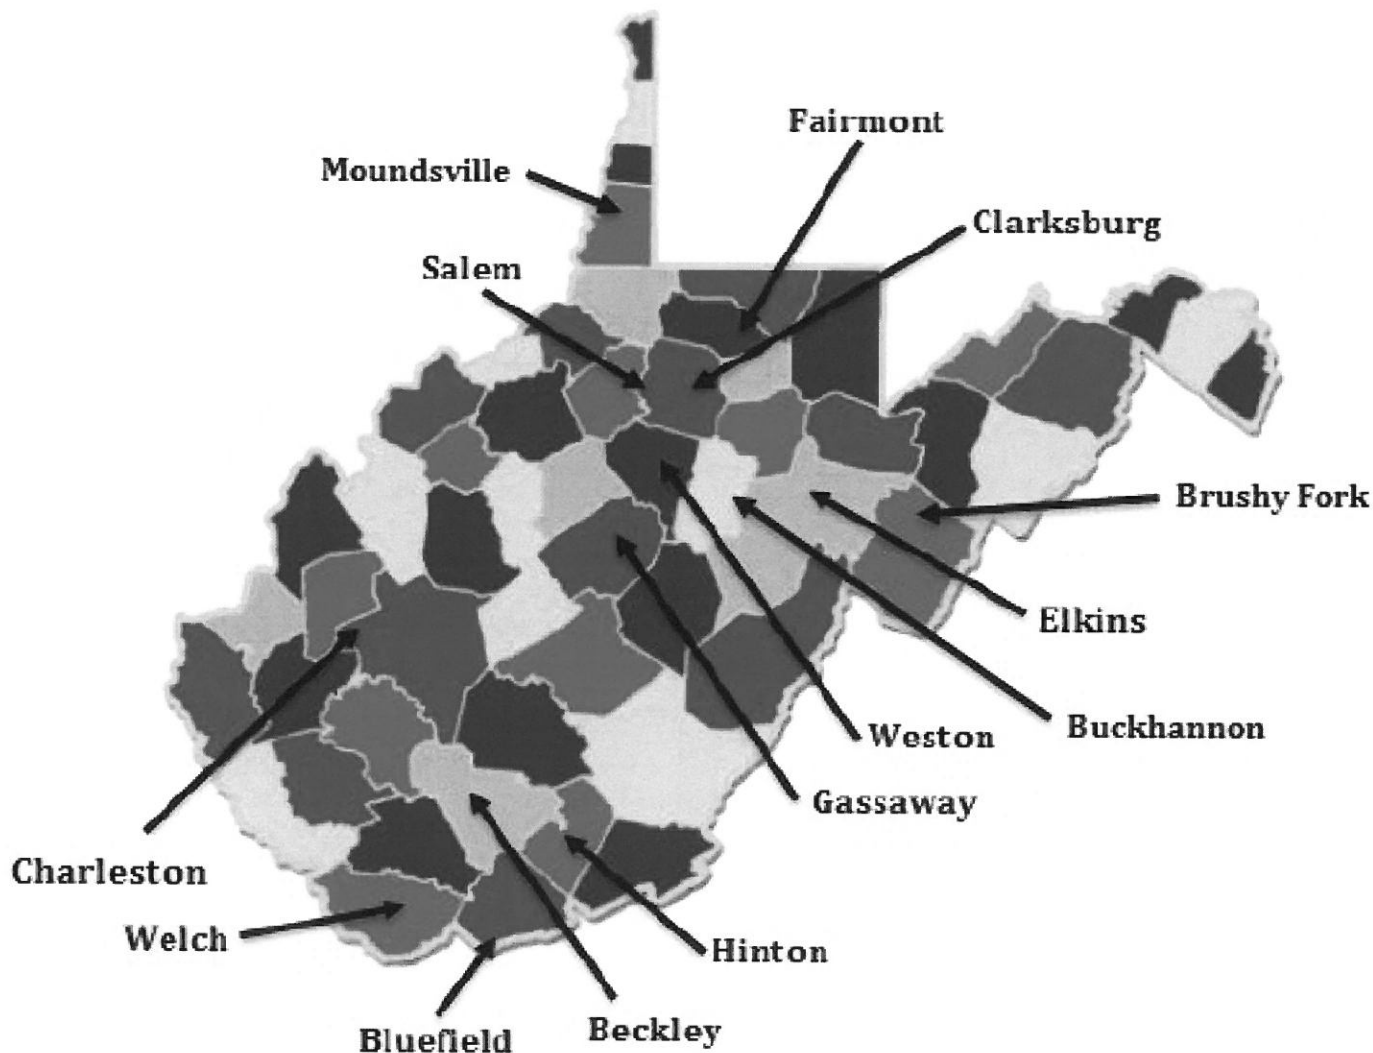 Fairmont
Moundsville
Clarksburg
Salem
Brushy Fork
Elkins
Buckhannon
Weston
Gassaway
Charleston
Welch
Hinton
Beckley
Bluefield